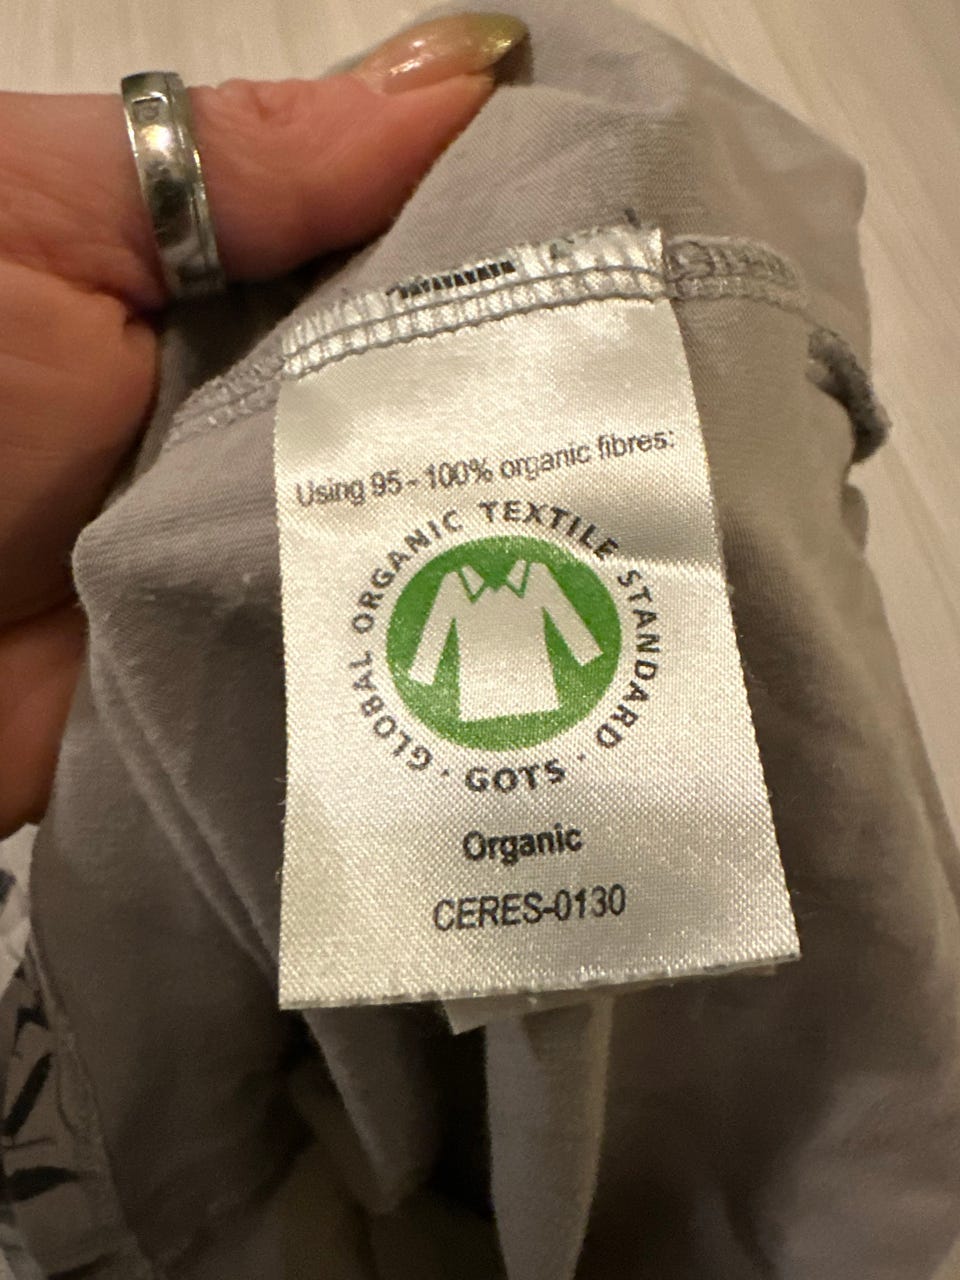 Using 95 - 100% organic fibres:
GLOBAL ORGANIC TEXTILE STANDARD · GOTS ·
Organic
CERES-0130